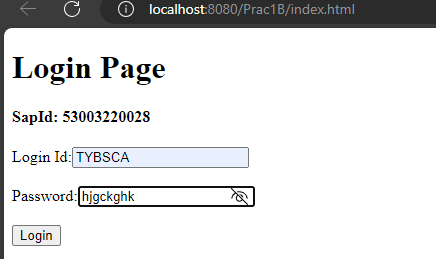 localhost:8080/Prac1B/index.html
Login Page
SapId: 53003220028
Login Id:TYBSCA
Password:hjgckghk
Login